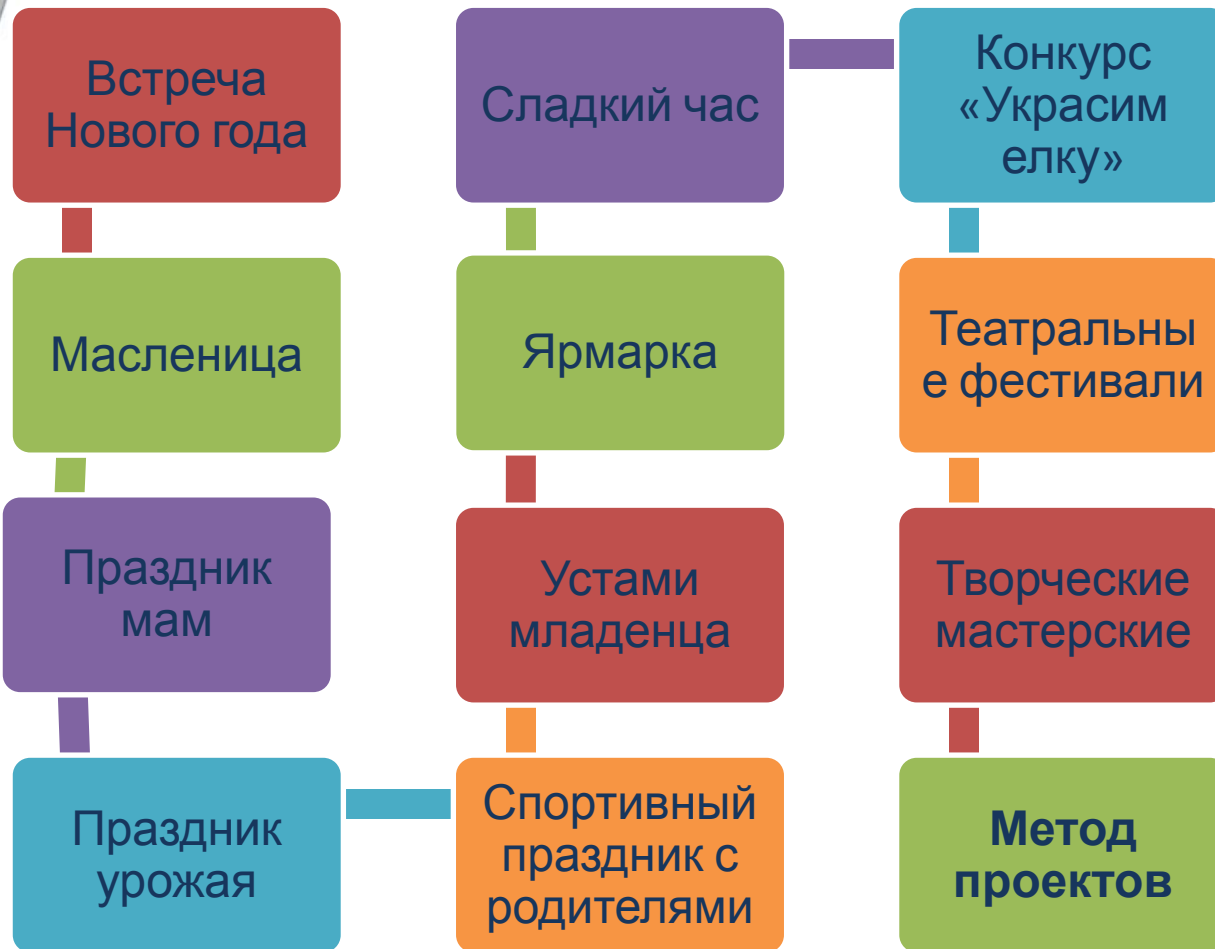 Встреча
Нового года
Масленица
Праздник
мам
Праздник
урожая
Спортивный
праздник с
родителями
Устами
младенца
Ярмарка
Сладкий час
Конкурс
«Украсим
елку»
Театральны
е фестивали
Творческие
мастерские
Метод
проектов